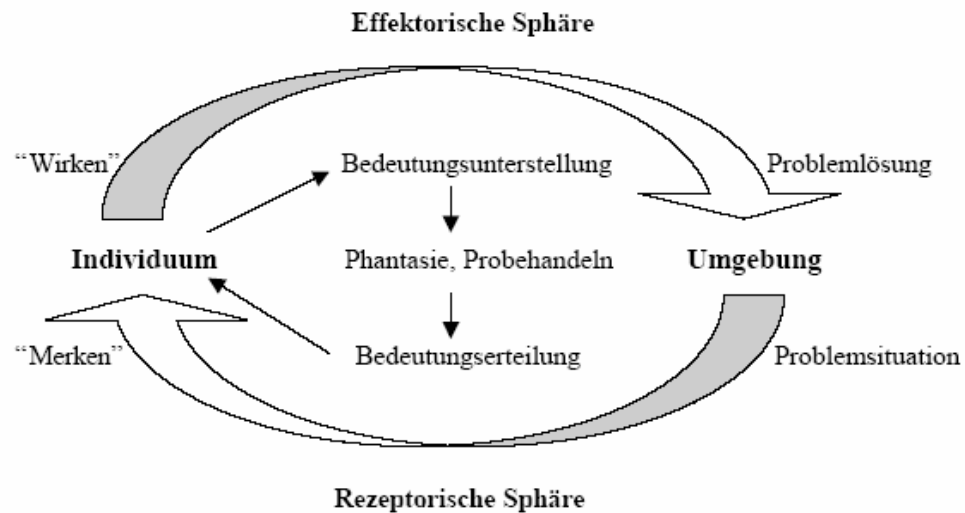 Effektorische Sphäre
“Wirken”
Bedeutungsunterstellung
Problemlösung
Individuum
Phantasie, Probehandeln
Umgebung
“Merken”
Bedeutungserteilung
Problemsituation
Rezeptorische Sphäre